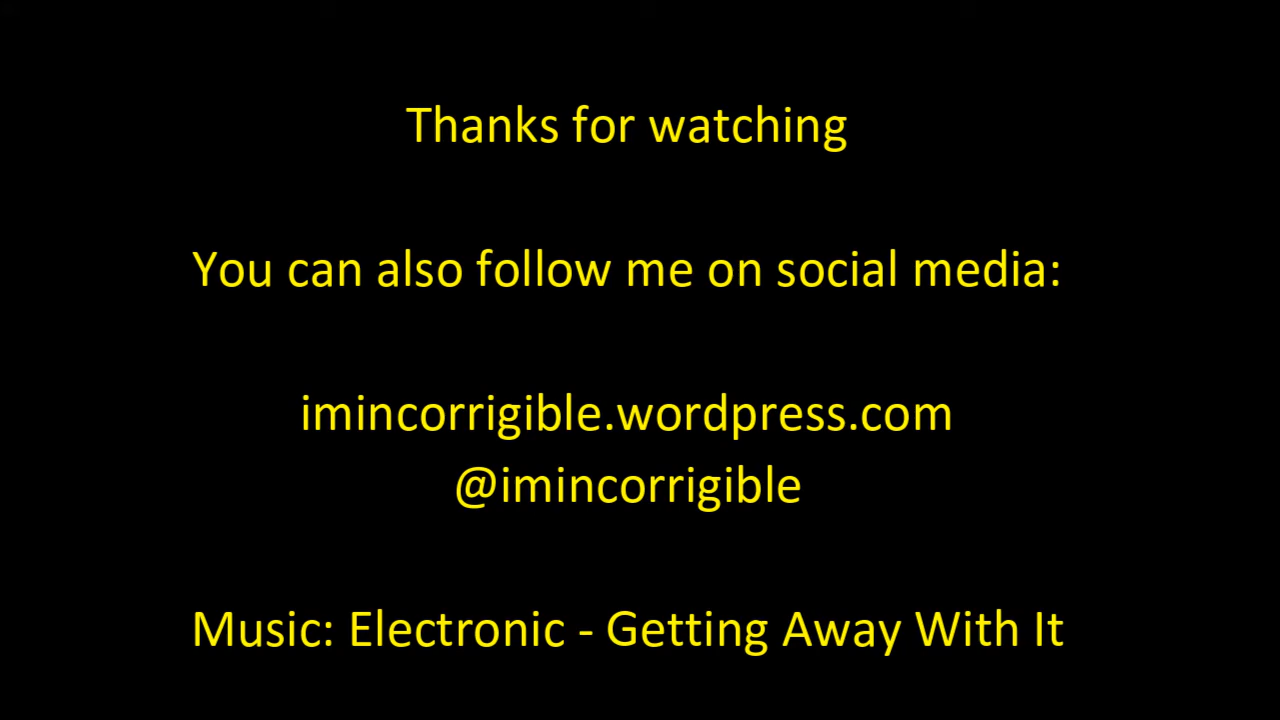 Thanks for watching
You can also follow me on social media:
imincorrigible.wordpress.com
@imincorrigible
Music: Electronic - Getting Away With It